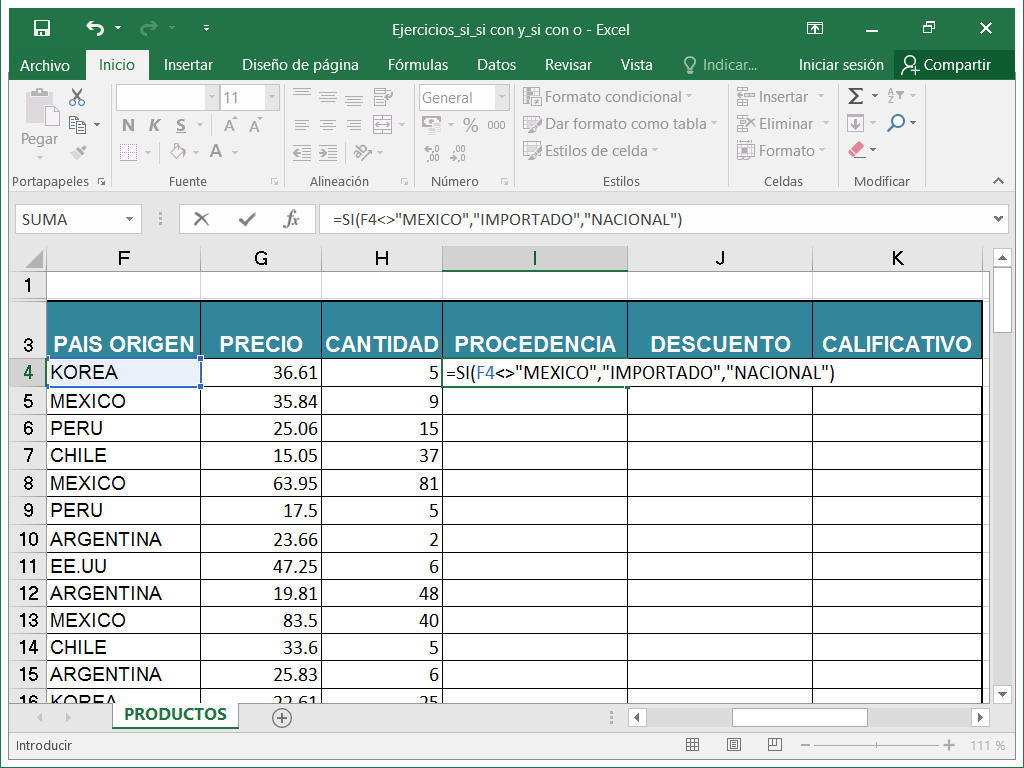 Ejercicios_si_si con y_si con o - Excel
Archivo Inicio Insertar Diseño de página Fórmulas Datos Revisar Vista Indicar... Iniciar sesión Compartir
Pegar
11
General
Formato condicional
Insertar
N K S
A A
% 000
Dar formato como tabla
Eliminar
A
Estilos de celda
Formato
Portapapeles Fuente Alineación Número Estilos Celdas Modificar
SUMA fx =SI(F4<>"MEXICO","IMPORTADO","NACIONAL")
F G H I J K
1
3 PAIS ORIGEN PRECIO CANTIDAD PROCEDENCIA DESCUENTO CALIFICATIVO
4 KOREA 36.61 5 =SI(F4<>"MEXICO","IMPORTADO","NACIONAL")
5 MEXICO 35.84 9
6 PERU 25.06 15
7 CHILE 15.05 37
8 MEXICO 63.95 81
9 PERU 17.5 5
10 ARGENTINA 23.66 2
11 EE.UU 47.25 6
12 ARGENTINA 19.81 48
13 MEXICO 83.5 40
14 CHILE 33.6 5
15 ARGENTINA 25.83 6
16 KOREA 22.61 25
PRODUCTOS
Introducir 111 %